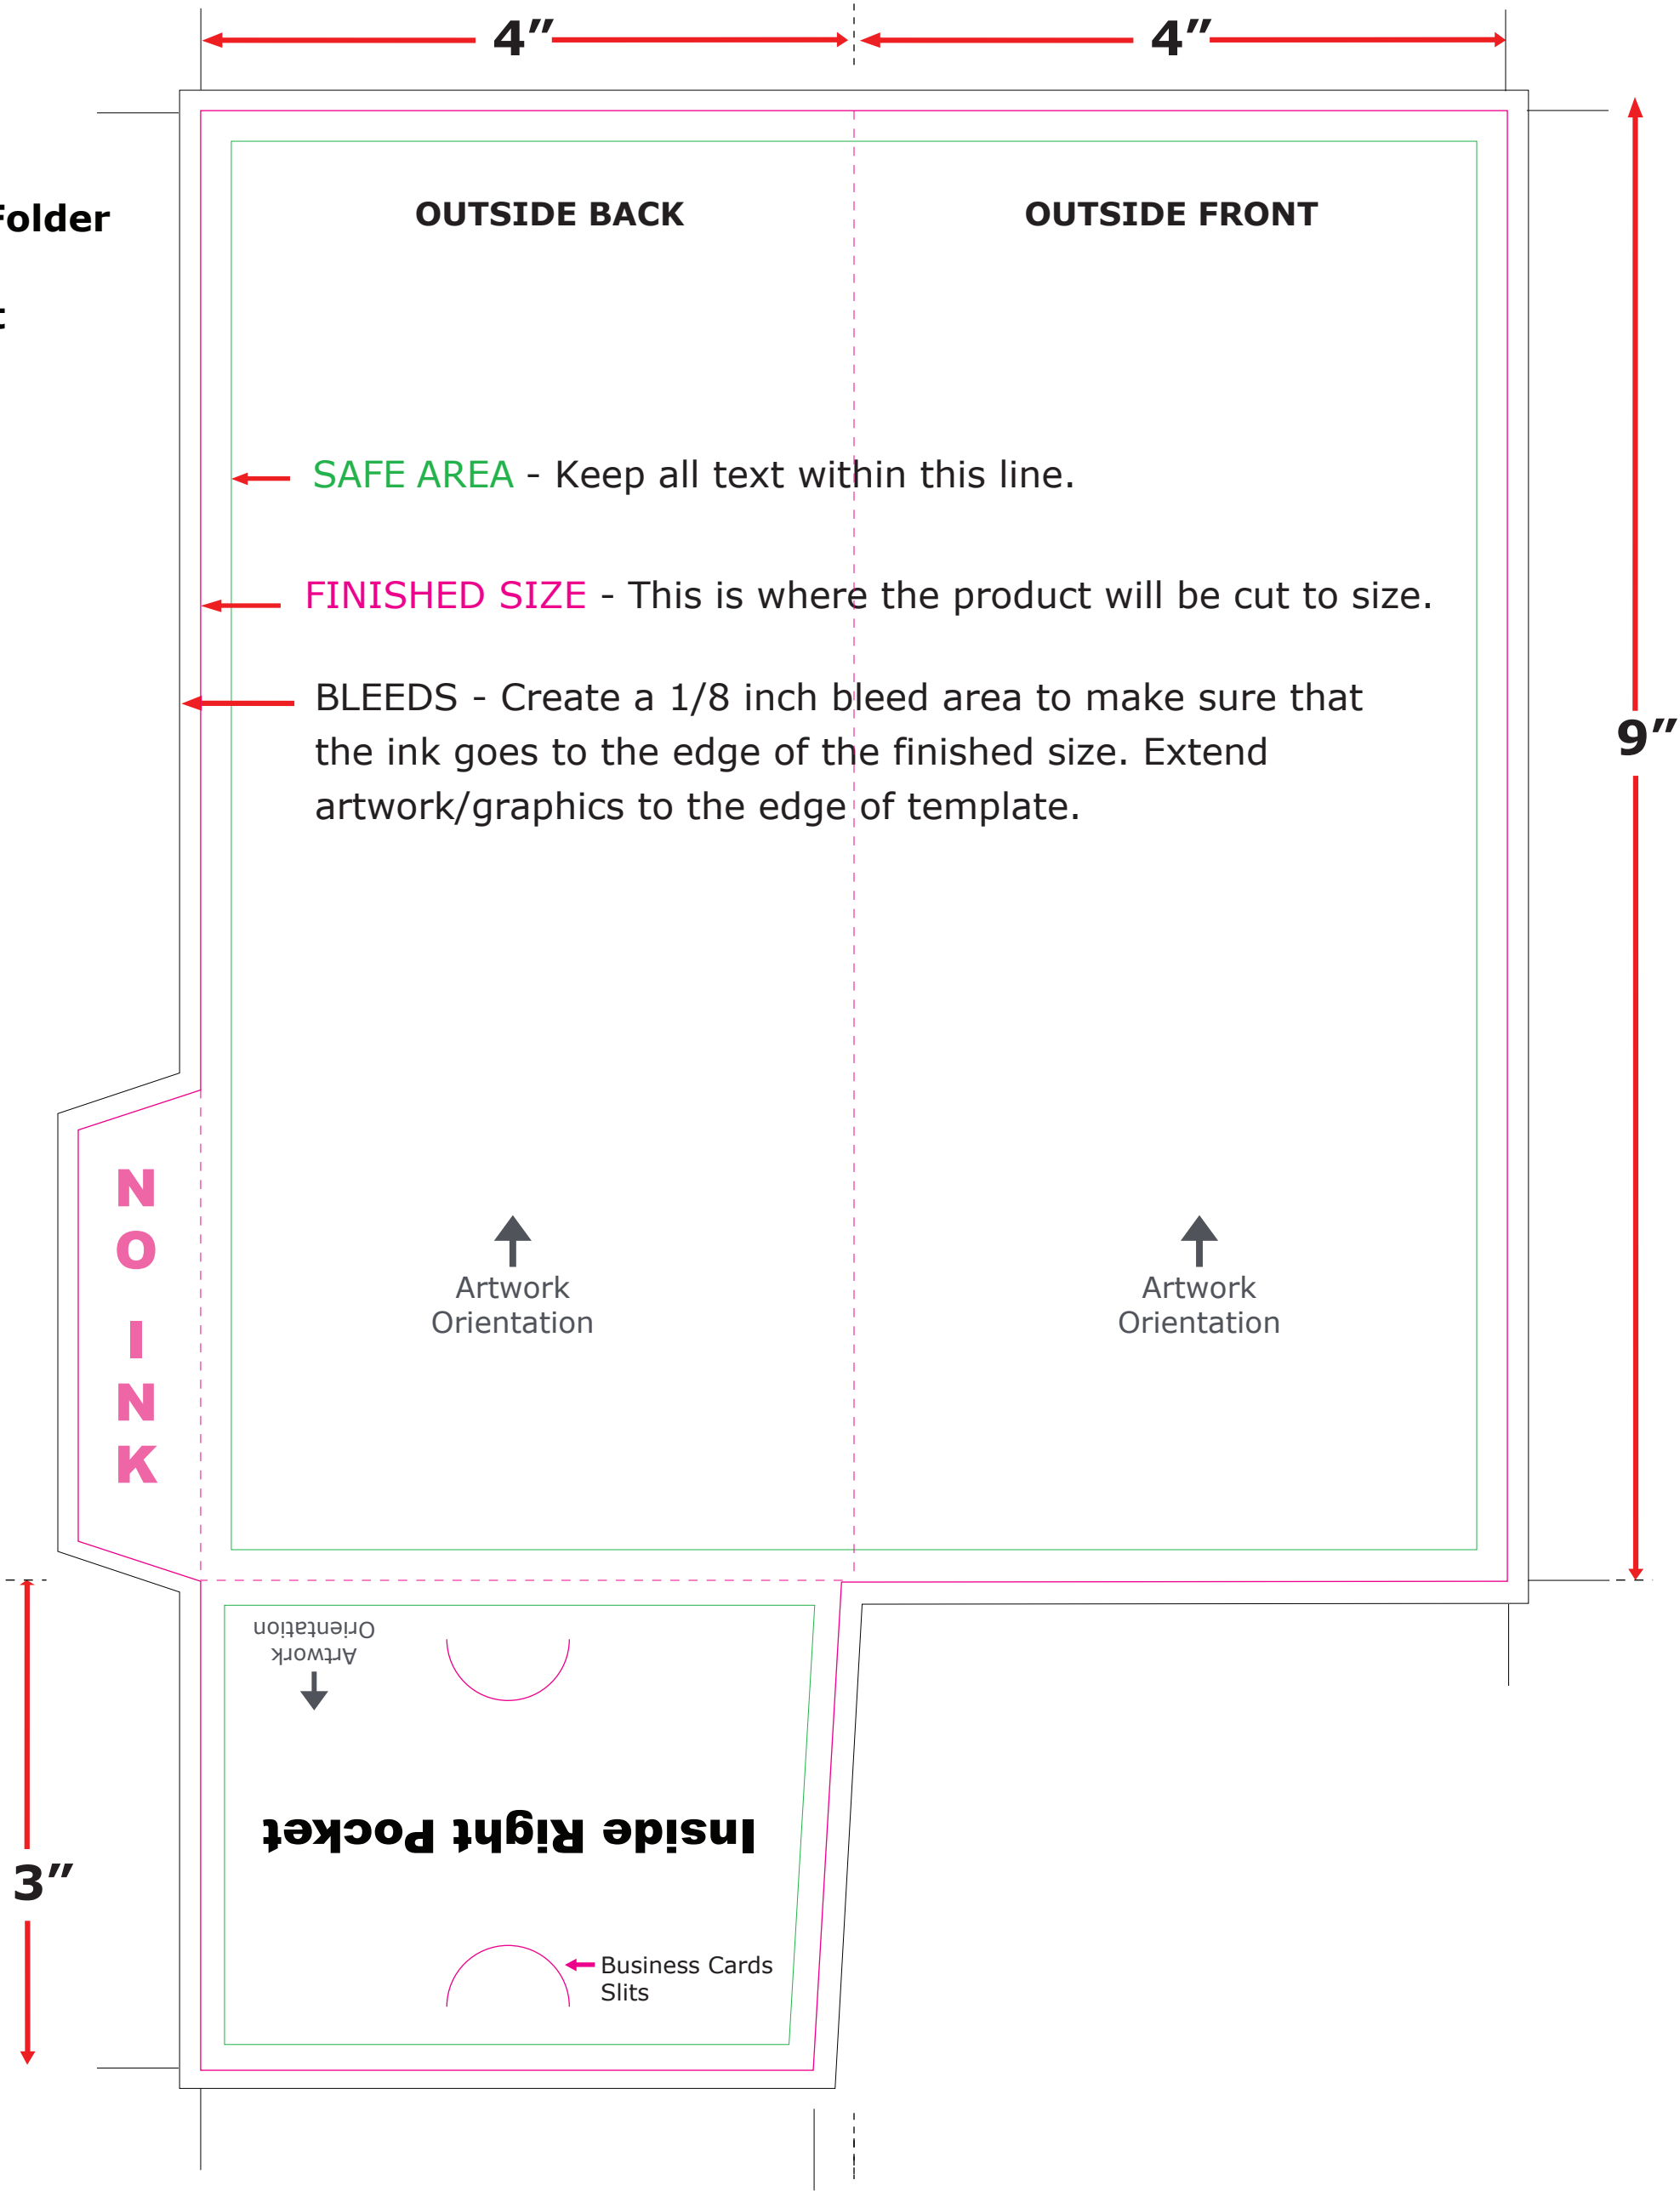 4″ 4″
Folder
OUTSIDE BACK OUTSIDE FRONT
SAFE AREA - Keep all text within this line.
FINISHED SIZE - This is where the product will be cut to size.
BLEEDS - Create a 1/8 inch bleed area to make sure that
the ink goes to the edge of the finished size. Extend
artwork/graphics to the edge of template.
9″
N
O
I
N
K
Artwork
Orientation
Artwork
Orientation
Artwork
Orientation
Inside Right Pocket
3″
Business Cards
Slits